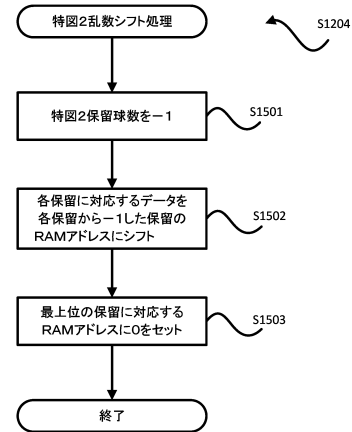 特図2乱数シフト処理
S1204
特図2保留球数を－1
S1501
各保留に対応するデータを
各保留から－1した保留の
RAMアドレスにシフト
S1502
最上位の保留に対応する
RAMアドレスに0をセット
S1503
終了